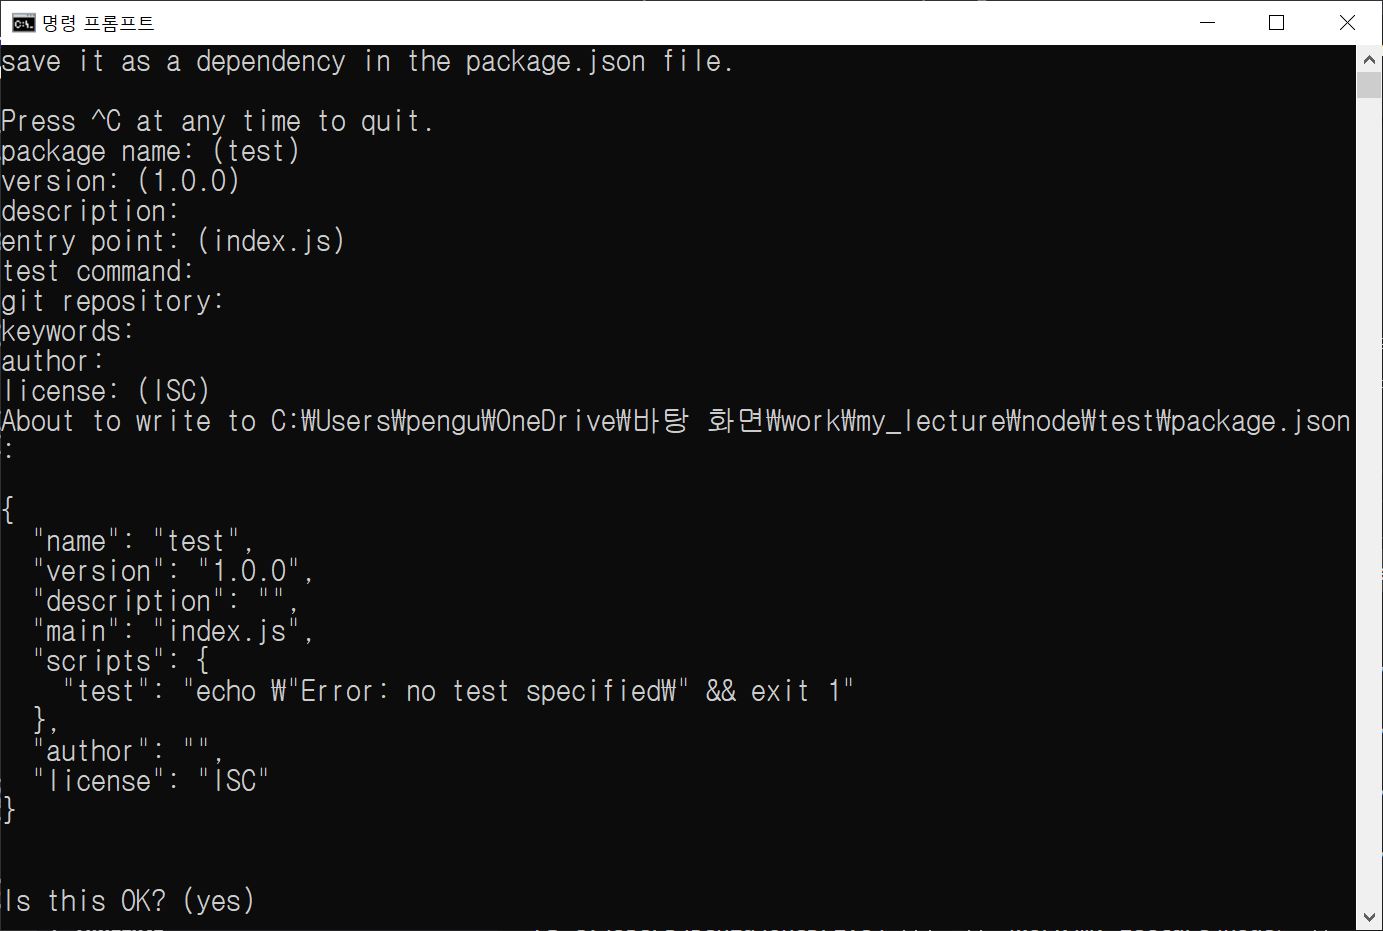 명령 프롬프트
save it as a dependency in the package.json file.
Press ^C at any time to quit.
package name: (test)
version: (1.0.0)
description:
entry point: (index.js)
test command:
git repository:
keywords:
author:
license: (ISC)
About to write to C:₩Users₩pengu₩OneDrive₩바탕 화면₩work₩my_lecture₩node₩test₩package.json
:
{
  "name": "test",
  "version": "1.0.0",
  "description": "",
  "main": "index.js",
  "scripts": {
    "test": "echo ₩"Error: no test specified₩" && exit 1"
  },
  "author": "",
  "license": "ISC"
}
Is this OK? (yes)